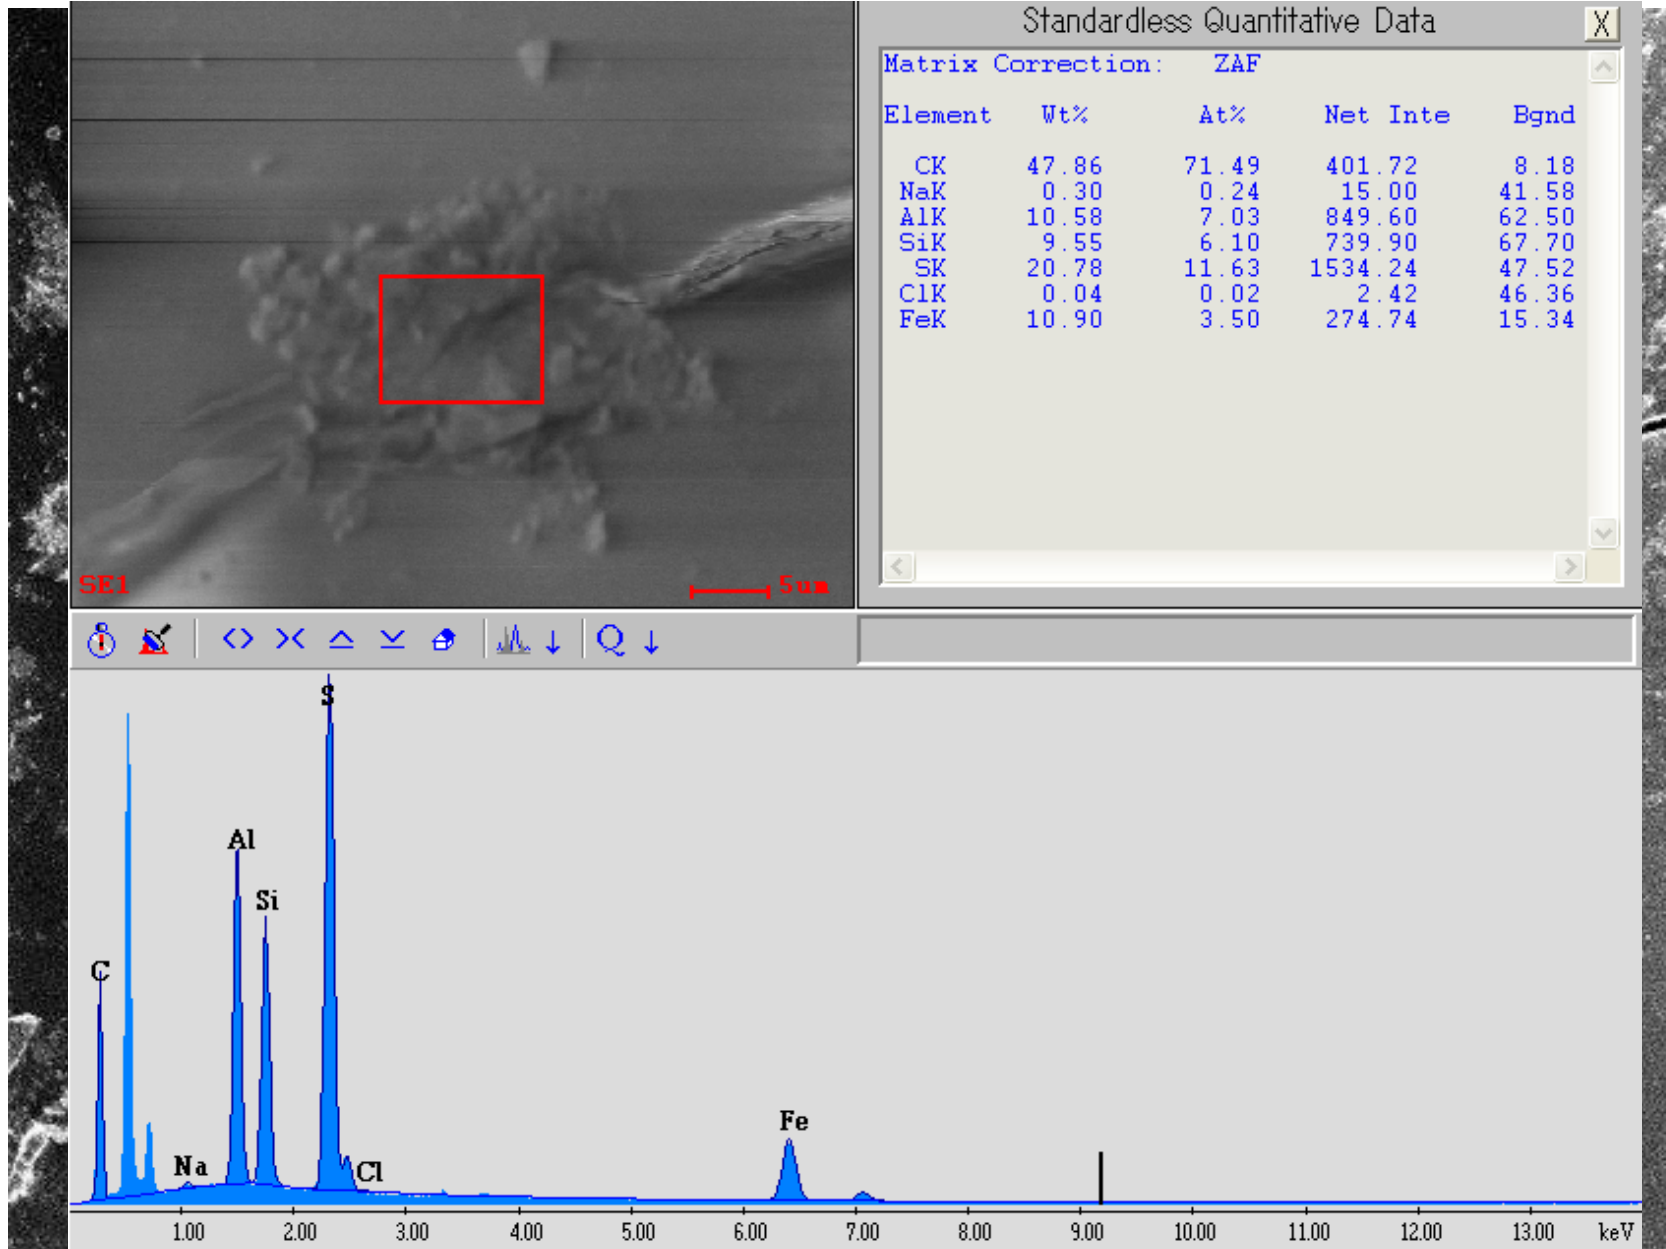 Standardless Quantitative Data X
Matrix Correction: ZAF
Element Wt% At% Net Inte Bgnd
CK 47.86 71.49 401.72 8.18
NaK 0.30 0.24 15.00 41.58
AlK 10.58 7.03 849.60 62.50
SiK 9.55 6.10 739.90 67.70
SK 20.78 11.63 1534.24 47.52
ClK 0.04 0.02 2.42 46.36
FeK 10.90 3.50 274.74 15.34
SE1
5um
Q
S
Al
Si
C
Fe
Na
Cl
1.00 2.00 3.00 4.00 5.00 6.00 7.00 8.00 9.00 10.00 11.00 12.00 13.00 keV